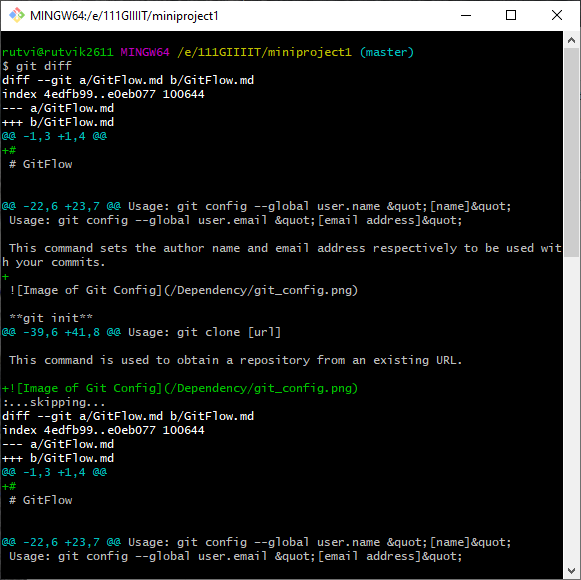 MINGW64:/e/111GIIIIT/miniproject1
rutvi@rutvik2611 MINGW64 /e/111GIIIIT/miniproject1 (master)
$ git diff
diff --git a/GitFlow.md b/GitFlow.md
index 4edfb99..e0eb077 100644
--- a/GitFlow.md
+++ b/GitFlow.md
@@ -1,3 +1,4 @@
+#
 # GitFlow
@@ -22,6 +23,7 @@ Usage: git config --global user.name &quot;[name]&quot;
 Usage: git config --global user.email &quot;[email address]&quot;
 This command sets the author name and email address respectively to be used wit
h your commits.
+
 ![Image of Git Config](/Dependency/git_config.png)
 **git init**
@@ -39,6 +41,8 @@ Usage: git clone [url]
 This command is used to obtain a repository from an existing URL.
+![Image of Git Config](/Dependency/git_config.png)
:...skipping...
diff --git a/GitFlow.md b/GitFlow.md
index 4edfb99..e0eb077 100644
--- a/GitFlow.md
+++ b/GitFlow.md
@@ -1,3 +1,4 @@
+#
 # GitFlow
@@ -22,6 +23,7 @@ Usage: git config --global user.name &quot;[name]&quot;
 Usage: git config --global user.email &quot;[email address]&quot;